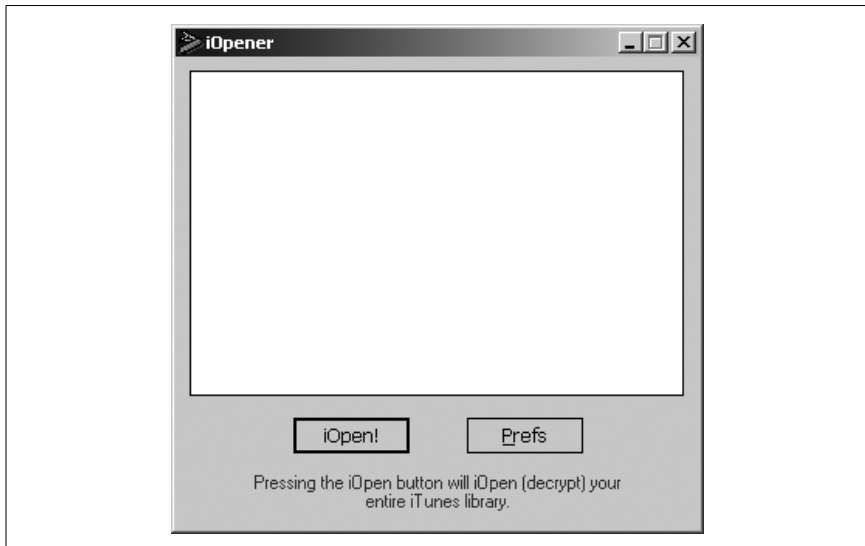 iOpener
iOpen!
Prefs
Pressing the iOpen button will iOpen (decrypt) your
entire iTunes library.